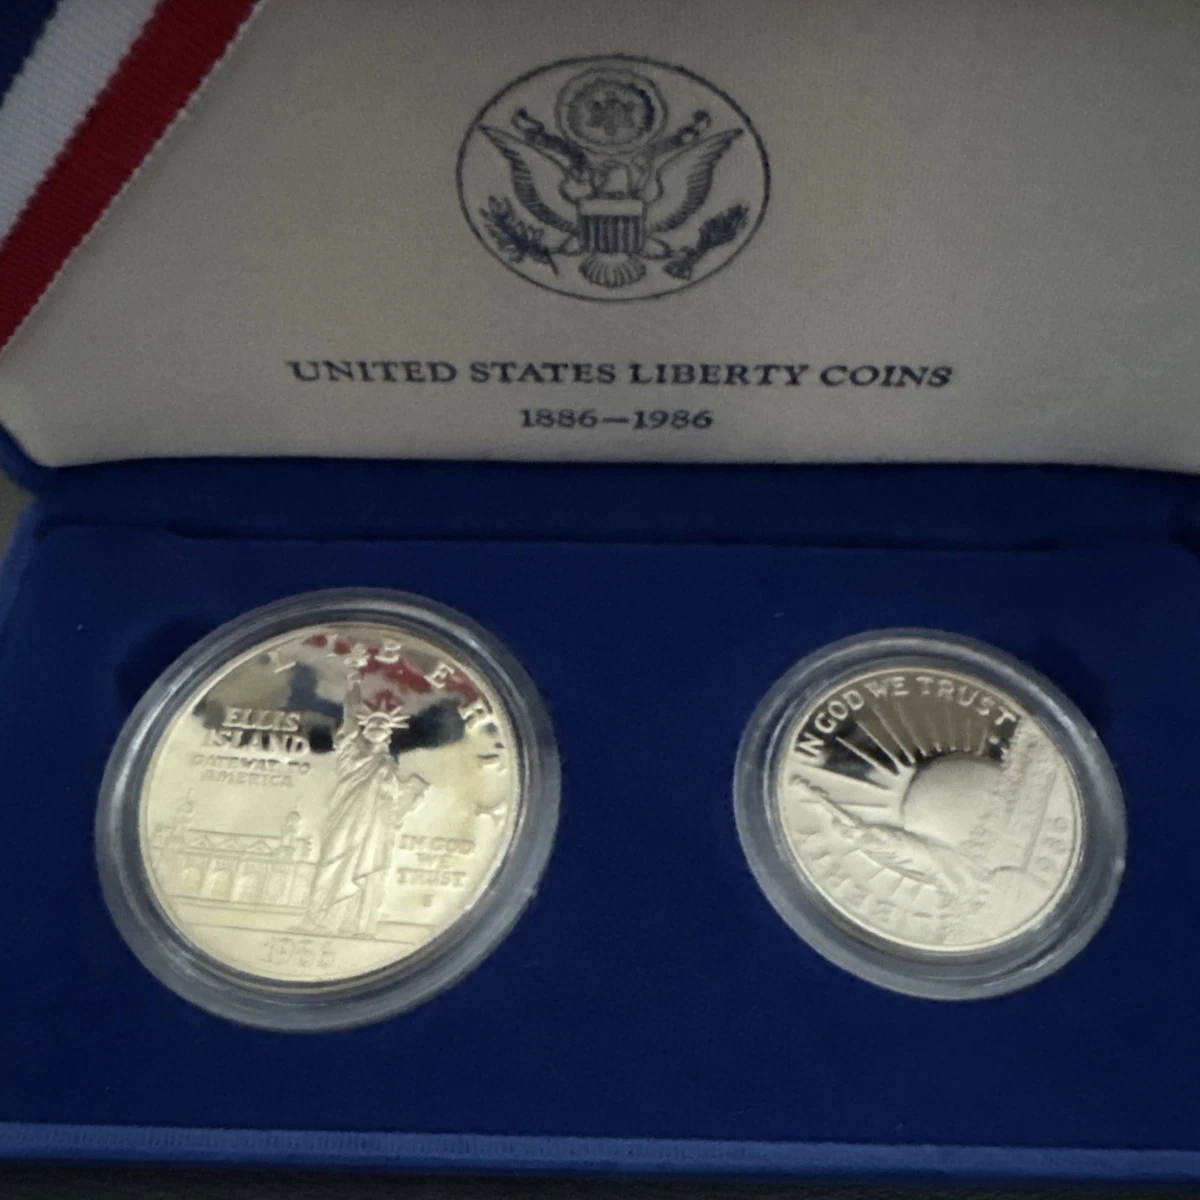 UNITED STATES LIBERTY COINS
1886–1986
LIBERTY
ELLIS
ISLAND
GATEWAY TO
AMERICA
IN GOD
WE
TRUST
S
1986
IN GOD WE TRUST
LIBERTY
1986